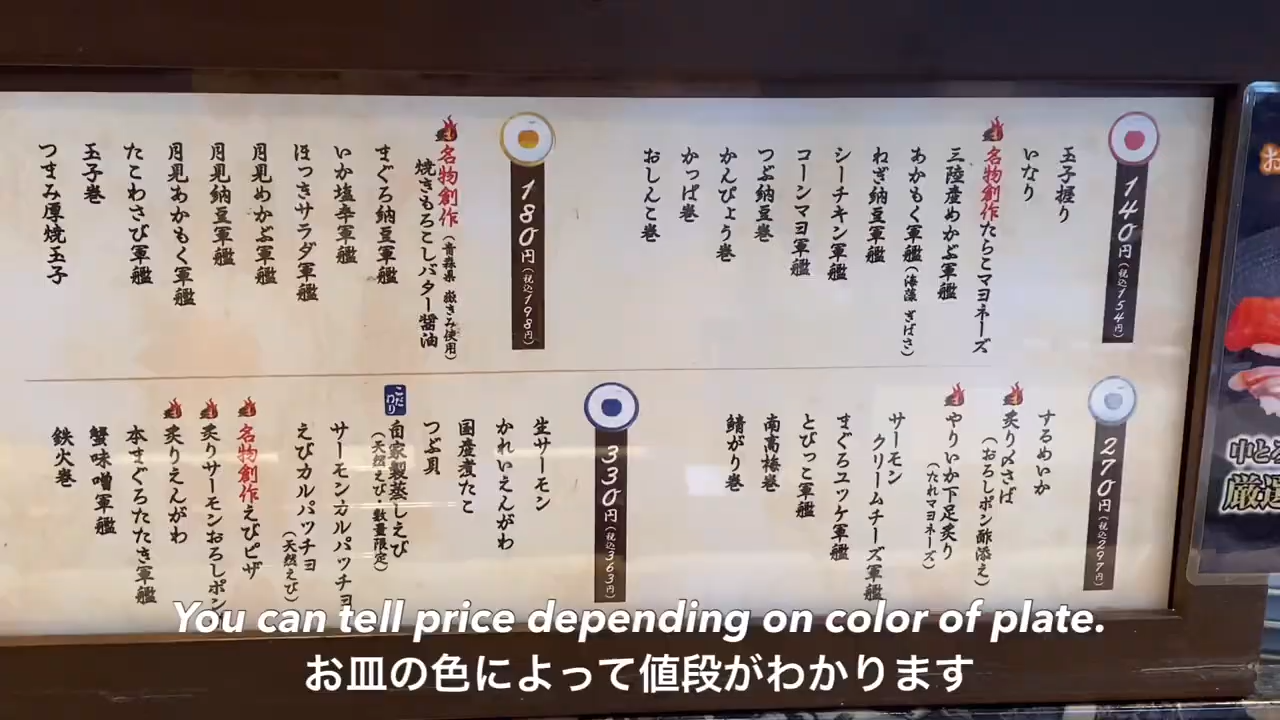 140円(税込154円)
玉子握り
いなり
名物創作たらこマヨネーズ
三陸産めかぶ軍艦
あかもく軍艦(海藻 ぎばさ)
ねぎ納豆軍艦
シーチキン軍艦
コーンマヨ軍艦
つぶ納豆巻
かんぴょう巻
かっぱ巻
おしんこ巻
180円(税込198円)
名物創作(青森県 嶽きみ使用)
焼きもろこしバター醤油
まぐろ納豆軍艦
いか塩辛軍艦
ほっきサラダ軍艦
月見めかぶ軍艦
月見納豆軍艦
月見あかもく軍艦
たこわさび軍艦
玉子巻
つまみ厚焼玉子
270円(税込297円)
するめいか
炙り〆さば
(おろしポン酢添え)
やりいか下足炙り
(たれマヨネーズ)
サーモン
クリームチーズ軍艦
まぐろユッケ軍艦
とびっこ軍艦
南高梅巻
鯖がり巻
330円(税込363円)
生サーモン
かれいえんがわ
国産煮たこ
つぶ貝
こだわり
自家製蒸しえび
(天然えび・数量限定)
サーモンカルパッチョ
えびカルパッチョ
(天然えび)
名物創作えびピザ
炙りサーモンおろしポン
炙りえんがわ
本まぐろたたき軍艦
蟹味噌軍艦
鉄火巻
お
中と
厳選
You can tell price depending on color of plate.
お皿の色によって値段がわかります